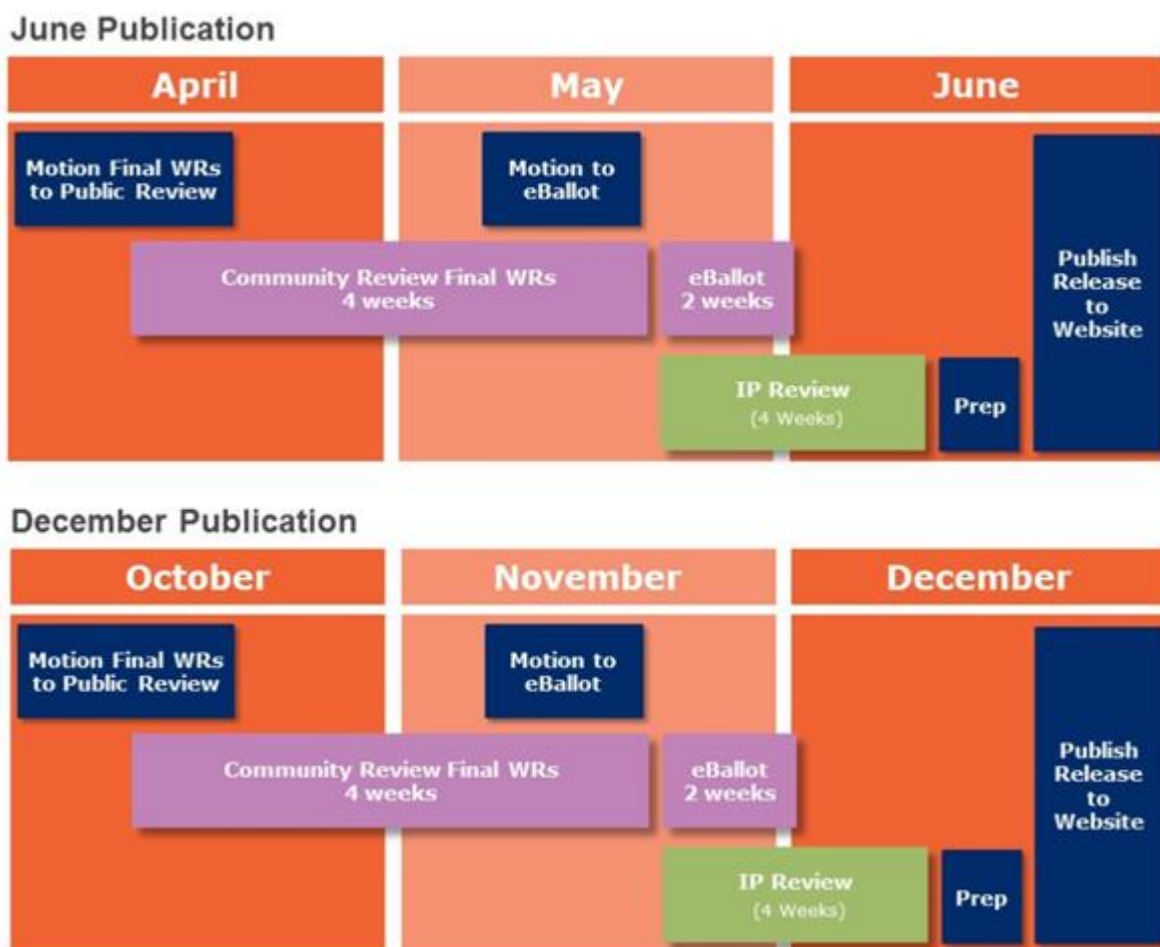 June Publication
April
May
June
Motion Final WRs
to Public Review
Motion to
eBallot
Community Review Final WRs
4 weeks
eBallot
2 weeks
Publish
Release
to
Website
IP Review
(4 Weeks)
Prep
December Publication
October
November
December
Motion Final WRs
to Public Review
Motion to
eBallot
Community Review Final WRs
4 weeks
eBallot
2 weeks
Publish
Release
to
Website
IP Review
(4 Weeks)
Prep